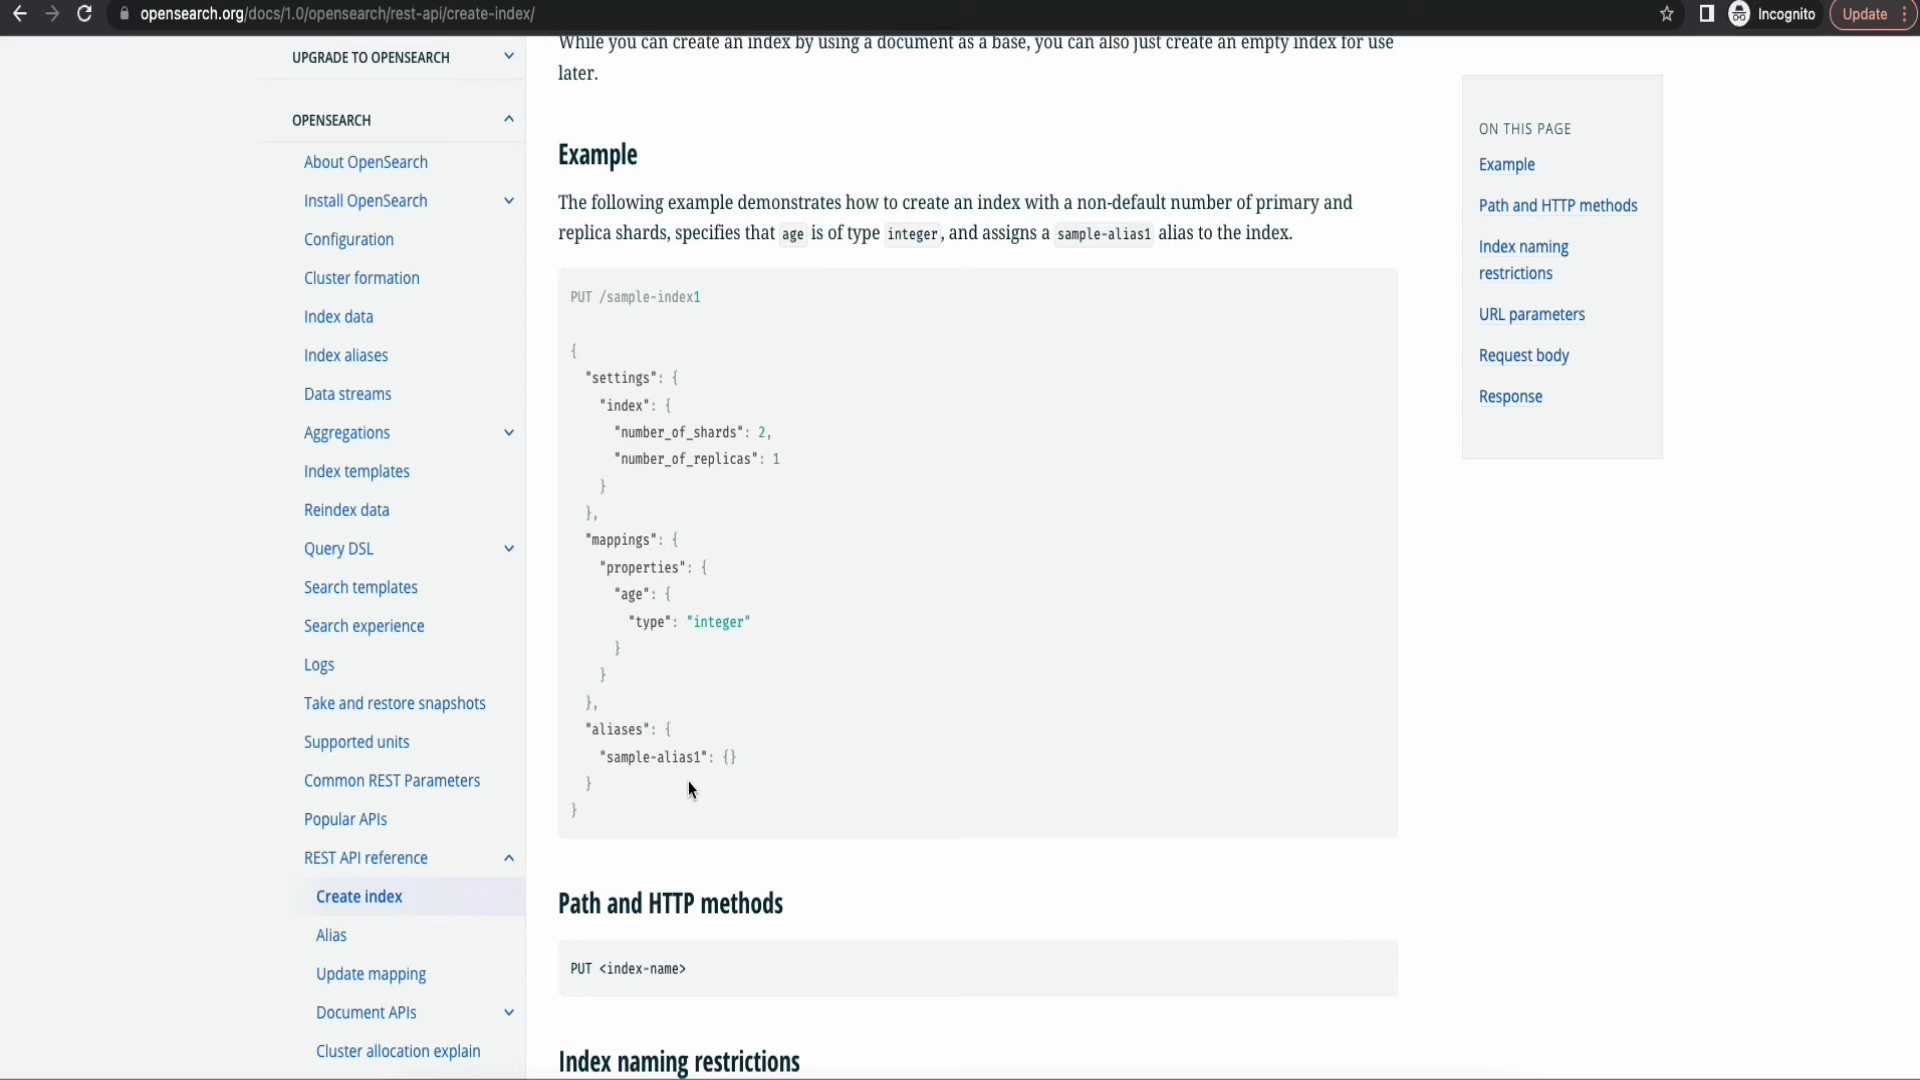 opensearch.org/docs/1.0/opensearch/rest-api/create-index/
Incognito
Update
UPGRADE TO OPENSEARCH
OPENSEARCH
About OpenSearch
Install OpenSearch
Configuration
Cluster formation
Index data
Index aliases
Data streams
Aggregations
Index templates
Reindex data
Query DSL
Search templates
Search experience
Logs
Take and restore snapshots
Supported units
Common REST Parameters
Popular APIs
REST API reference
Create index
Alias
Update mapping
Document APIs
Cluster allocation explain
While you can create an index by using a document as a base, you can also just create an empty index for use
later.
Example
The following example demonstrates how to create an index with a non-default number of primary and
replica shards, specifies that age is of type integer, and assigns a sample-alias1 alias to the index.
PUT /sample-index1
{
"settings": {
"index": {
"number_of_shards": 2,
"number_of_replicas": 1
}
},
"mappings": {
"properties": {
"age": {
"type": "integer"
}
}
},
"aliases": {
"sample-alias1": {}
}
}
Path and HTTP methods
PUT <index-name>
Index naming restrictions
ON THIS PAGE
Example
Path and HTTP methods
Index naming
restrictions
URL parameters
Request body
Response